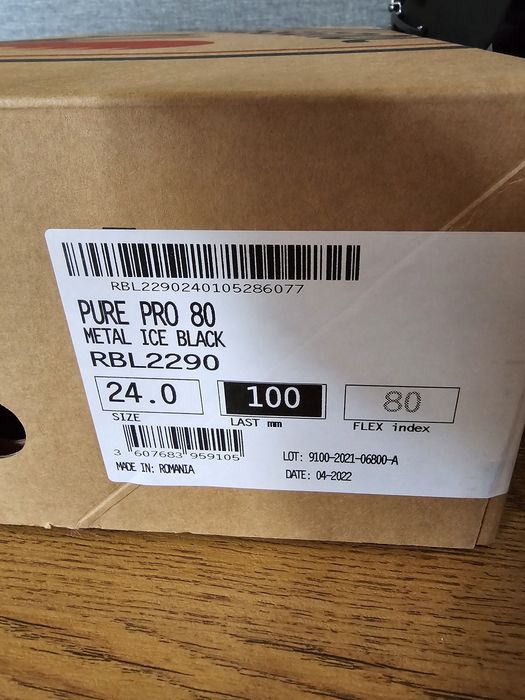 RBL2290240105286077
PURE PRO 80
METAL ICE BLACK
RBL2290
24.0
100
80
SIZE
LAST mm
FLEX index
3 607683 959105
LOT: 9100-2021-06800-A
MADE IN: ROMANIA
DATE: 04-2022